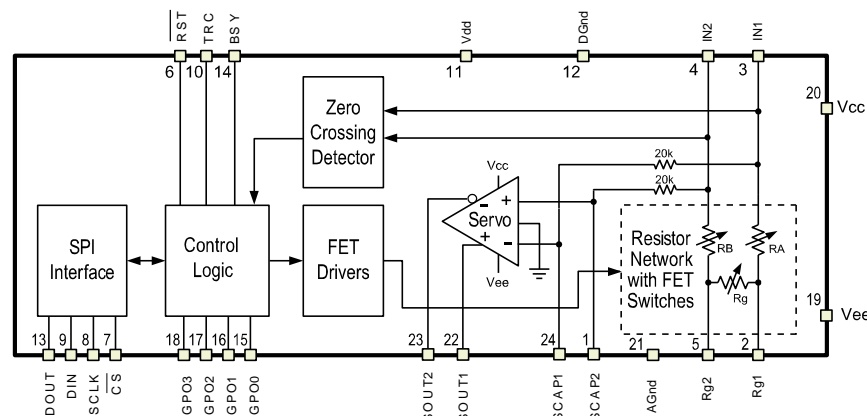 RST
TRC
BSY
Vdd
DGnd
IN2
IN1
6
10
14
11
12
4
3
20
Vcc
Zero
Crossing
Detector
20k
20k
Vcc
Servo
- +
+ -
Vee
SPI
Interface
Control
Logic
FET
Drivers
Resistor
Network
with FET
Switches
RB
RA
Rg
19
Vee
13
9
8
7
18
17
16
15
23
22
24
1
21
5
2
DOUT
DIN
SCLK
CS
GPO3
GPO2
GPO1
GPO0
SOUT2
SOUT1
SCAP1
SCAP2
AGnd
Rg2
Rg1